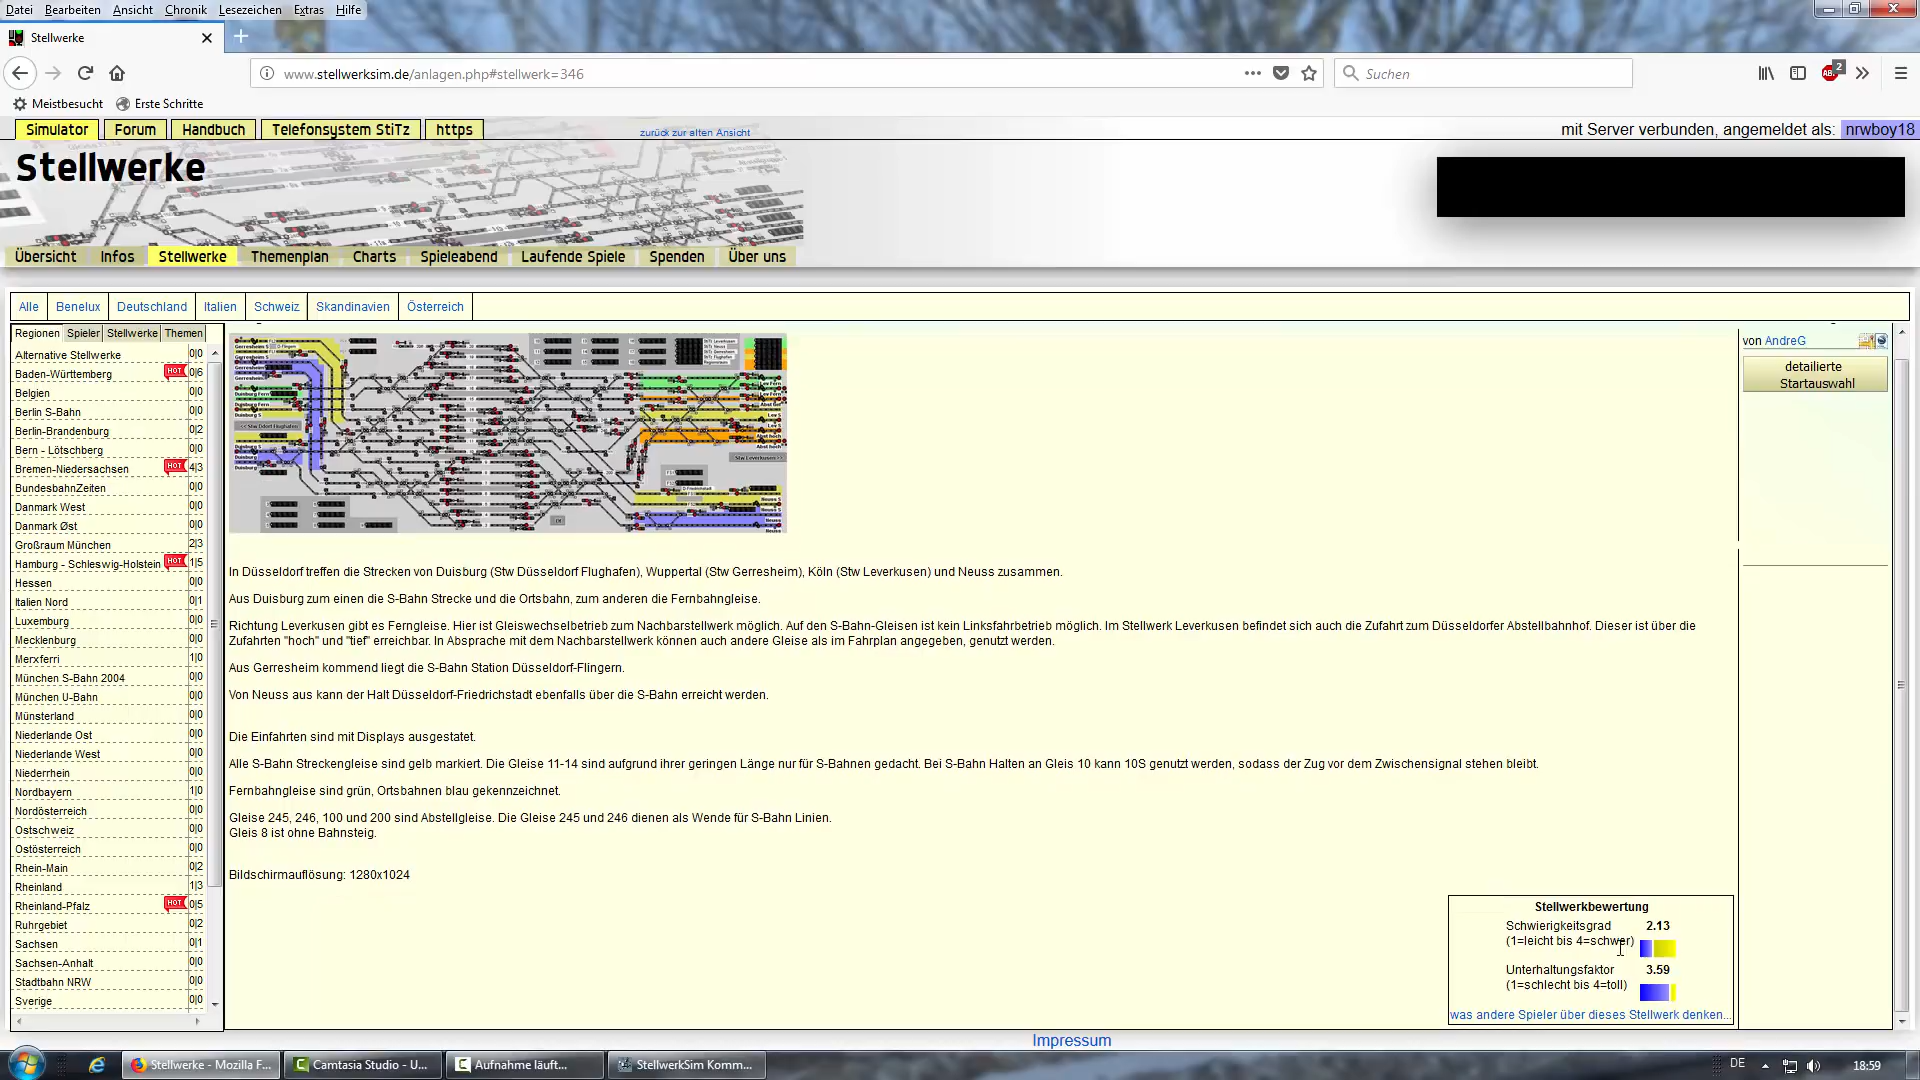 Datei Bearbeiten Ansicht Chronik Lesezeichen Extras Hilfe
Stellwerke
www.stellwerksim.de/anlagen.php#stellwerk=346
Suchen
2
Meistbesucht Erste Schritte
Simulator Forum Handbuch Telefonsystem StiTz https
zurück zur alten Ansicht
mit Server verbunden, angemeldet als: nrwboy18
Stellwerke
Übersicht Infos Stellwerke Themenplan Charts Spieleabend Laufende Spiele Spenden Über uns
Alle Benelux Deutschland Italien Schweiz Skandinavien Österreich
Regionen Spieler Stellwerke Themen
Alternative Stellwerke 0|0
Baden-Württemberg HOT 0|6
Belgien 0|0
Berlin S-Bahn 0|0
Berlin-Brandenburg 0|2
Bern - Lötschberg 0|0
Bremen-Niedersachsen HOT 4|3
BundesbahnZeiten 0|0
Danmark West 0|0
Danmark Øst 0|0
Großraum München 2|3
Hamburg - Schleswig-Holstein HOT 1|5
Hessen 0|0
Italien Nord 0|1
Luxemburg 0|0
Mecklenburg 0|0
Merxferri 1|0
München S-Bahn 2004 0|0
München U-Bahn 0|0
Münsterland 0|0
Niederlande Ost 0|0
Niederlande West 0|0
Niederrhein 0|0
Nordbayern 1|0
Nordösterreich 0|0
Ostschweiz 0|0
Ostösterreich 0|0
Rhein-Main 0|2
Rheinland 1|3
Rheinland-Pfalz HOT 0|5
Ruhrgebiet 0|2
Sachsen 0|1
Sachsen-Anhalt 0|0
Stadtbahn NRW 0|0
Sverige 0|0
von AndreG
detailierte
Startauswahl
In Düsseldorf treffen die Strecken von Duisburg (Stw Düsseldorf Flughafen), Wuppertal (Stw Gerresheim), Köln (Stw Leverkusen) und Neuss zusammen.
Aus Duisburg zum einen die S-Bahn Strecke und die Ortsbahn, zum anderen die Fernbahngleise.
Richtung Leverkusen gibt es Ferngleise. Hier ist Gleiswechselbetrieb zum Nachbarstellwerk möglich. Auf den S-Bahn-Gleisen ist kein Linksfahrbetrieb möglich. Im Stellwerk Leverkusen befindet sich auch die Zufahrt zum Düsseldorfer Abstellbahnhof. Dieser ist über die
Zufahrten "hoch" und "tief" erreichbar. In Absprache mit dem Nachbarstellwerk können auch andere Gleise als im Fahrplan angegeben, genutzt werden.
Aus Gerresheim kommend liegt die S-Bahn Station Düsseldorf-Flingern.
Von Neuss aus kann der Halt Düsseldorf-Friedrichstadt ebenfalls über die S-Bahn erreicht werden.
Die Einfahrten sind mit Displays ausgestatet.
Alle S-Bahn Streckengleise sind gelb markiert. Die Gleise 11-14 sind aufgrund ihrer geringen Länge nur für S-Bahnen gedacht. Bei S-Bahn Halten an Gleis 10 kann 10S genutzt werden, sodass der Zug vor dem Zwischensignal stehen bleibt.
Fernbahngleise sind grün, Ortsbahnen blau gekennzeichnet.
Gleise 245, 246, 100 und 200 sind Abstellgleise. Die Gleise 245 und 246 dienen als Wende für S-Bahn Linien.
Gleis 8 ist ohne Bahnsteig.
Bildschirmauflösung: 1280x1024
Stellwerkbewertung
Schwierigkeitsgrad 2.13
(1=leicht bis 4=schwer)
Unterhaltungsfaktor 3.59
(1=schlecht bis 4=toll)
was andere Spieler über dieses Stellwerk denken...
Impressum
Stellwerke - Mozilla F... Camtasia Studio - U... Aufnahme läuft... StellwerkSim Komm...
DE 18:59